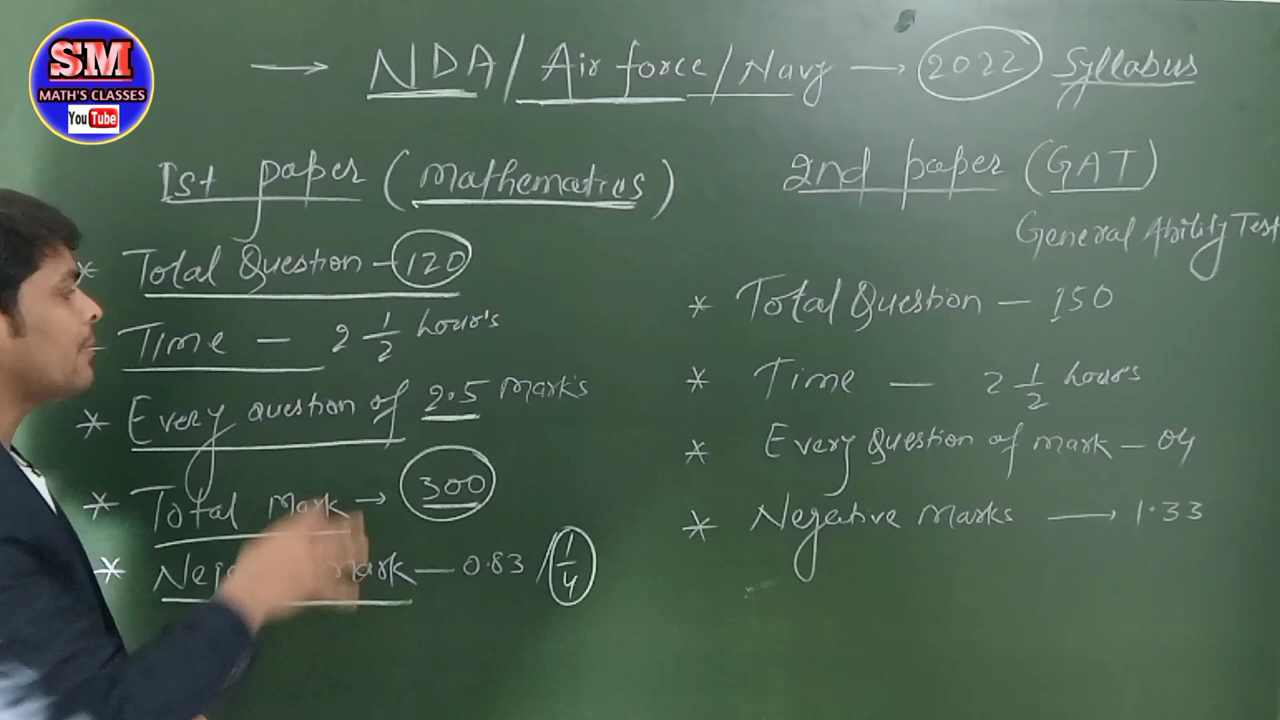 SM
MATH'S CLASSES
YouTube
→ NDA/Air force/Navy → 2022 Syllabus
Ist paper (Mathematics)
* Total Question - 120
Time - 2 1/2 hour's
* Every question of 2.5 Mark's
* Total Mark → 300
* Mark - 0.83 / 1/4
2nd paper (GAT)
General Ability Test
* Total Question - 150
* Time - 2 1/2 hour's
* Every Question of mark - 04
* Negative Marks → 1.33